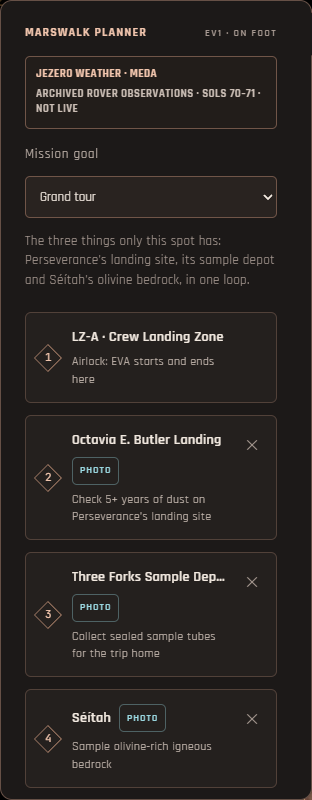 MARSWALK PLANNER
EV1 · ON FOOT
JEZERO WEATHER · MEDA
ARCHIVED ROVER OBSERVATIONS · SOLS 70-71 ·
NOT LIVE
Mission goal
Grand tour
The three things only this spot has:
Perseverance's landing site, its sample depot
and Séítah's olivine bedrock, in one loop.
1
LZ-A · Crew Landing Zone
Airlock: EVA starts and ends
here
2
Octavia E. Butler Landing
PHOTO
Check 5+ years of dust on
Perseverance's landing site
3
Three Forks Sample Dep...
PHOTO
Collect sealed sample tubes
for the trip home
4
Séítah PHOTO
Sample olivine-rich igneous
bedrock